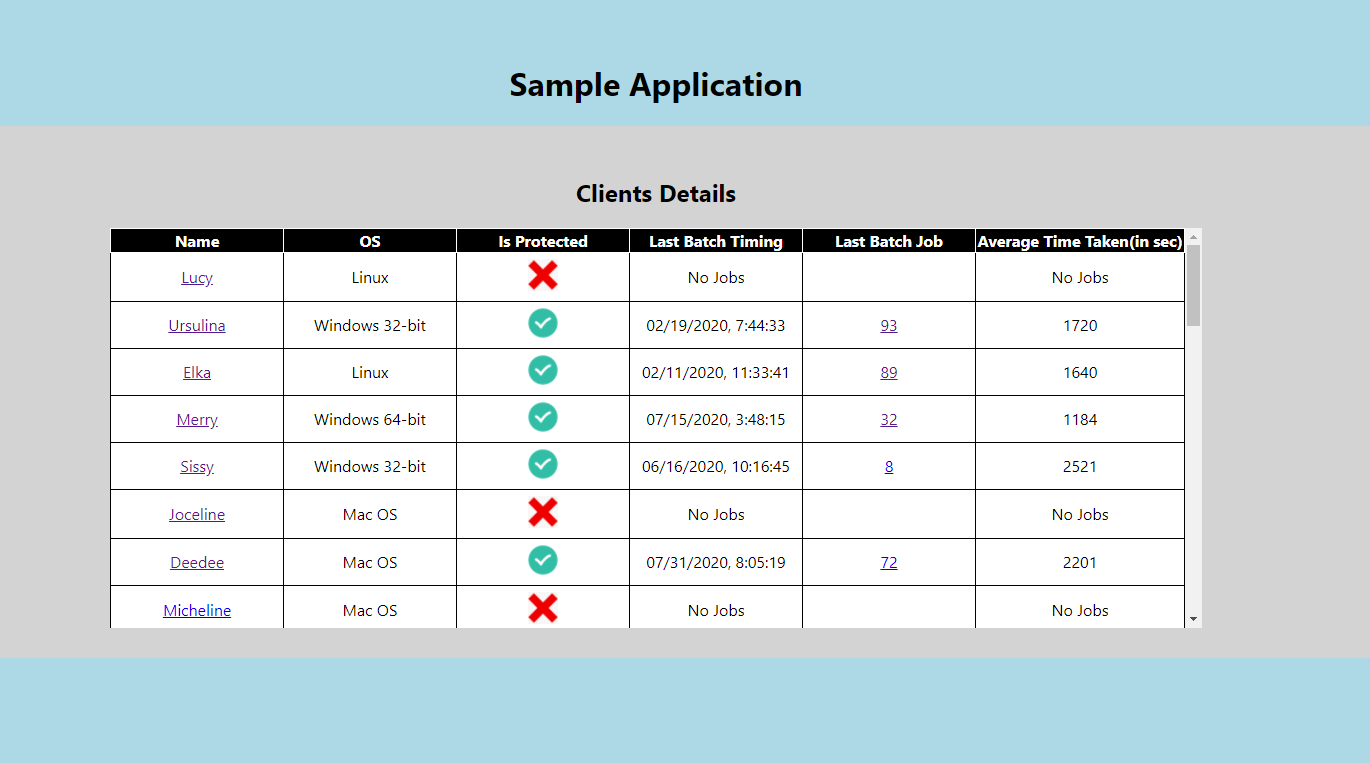 Sample Application
Clients Details
Name OS Is Protected Last Batch Timing Last Batch Job Average Time Taken(in sec)
Lucy Linux No Jobs No Jobs
Ursulina Windows 32-bit 02/19/2020, 7:44:33 93 1720
Elka Linux 02/11/2020, 11:33:41 89 1640
Merry Windows 64-bit 07/15/2020, 3:48:15 32 1184
Sissy Windows 32-bit 06/16/2020, 10:16:45 8 2521
Joceline Mac OS No Jobs No Jobs
Deedee Mac OS 07/31/2020, 8:05:19 72 2201
Micheline Mac OS No Jobs No Jobs